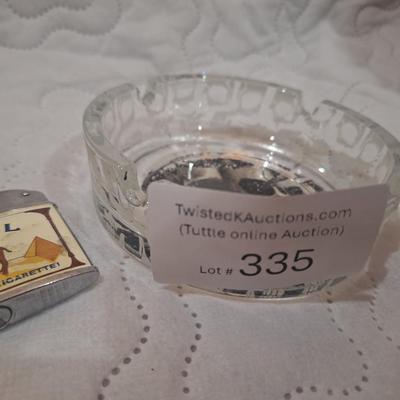 TwistedKAuctions.com
(Tuttle online Auction)
Lot # 335
L
CIGARETTE!